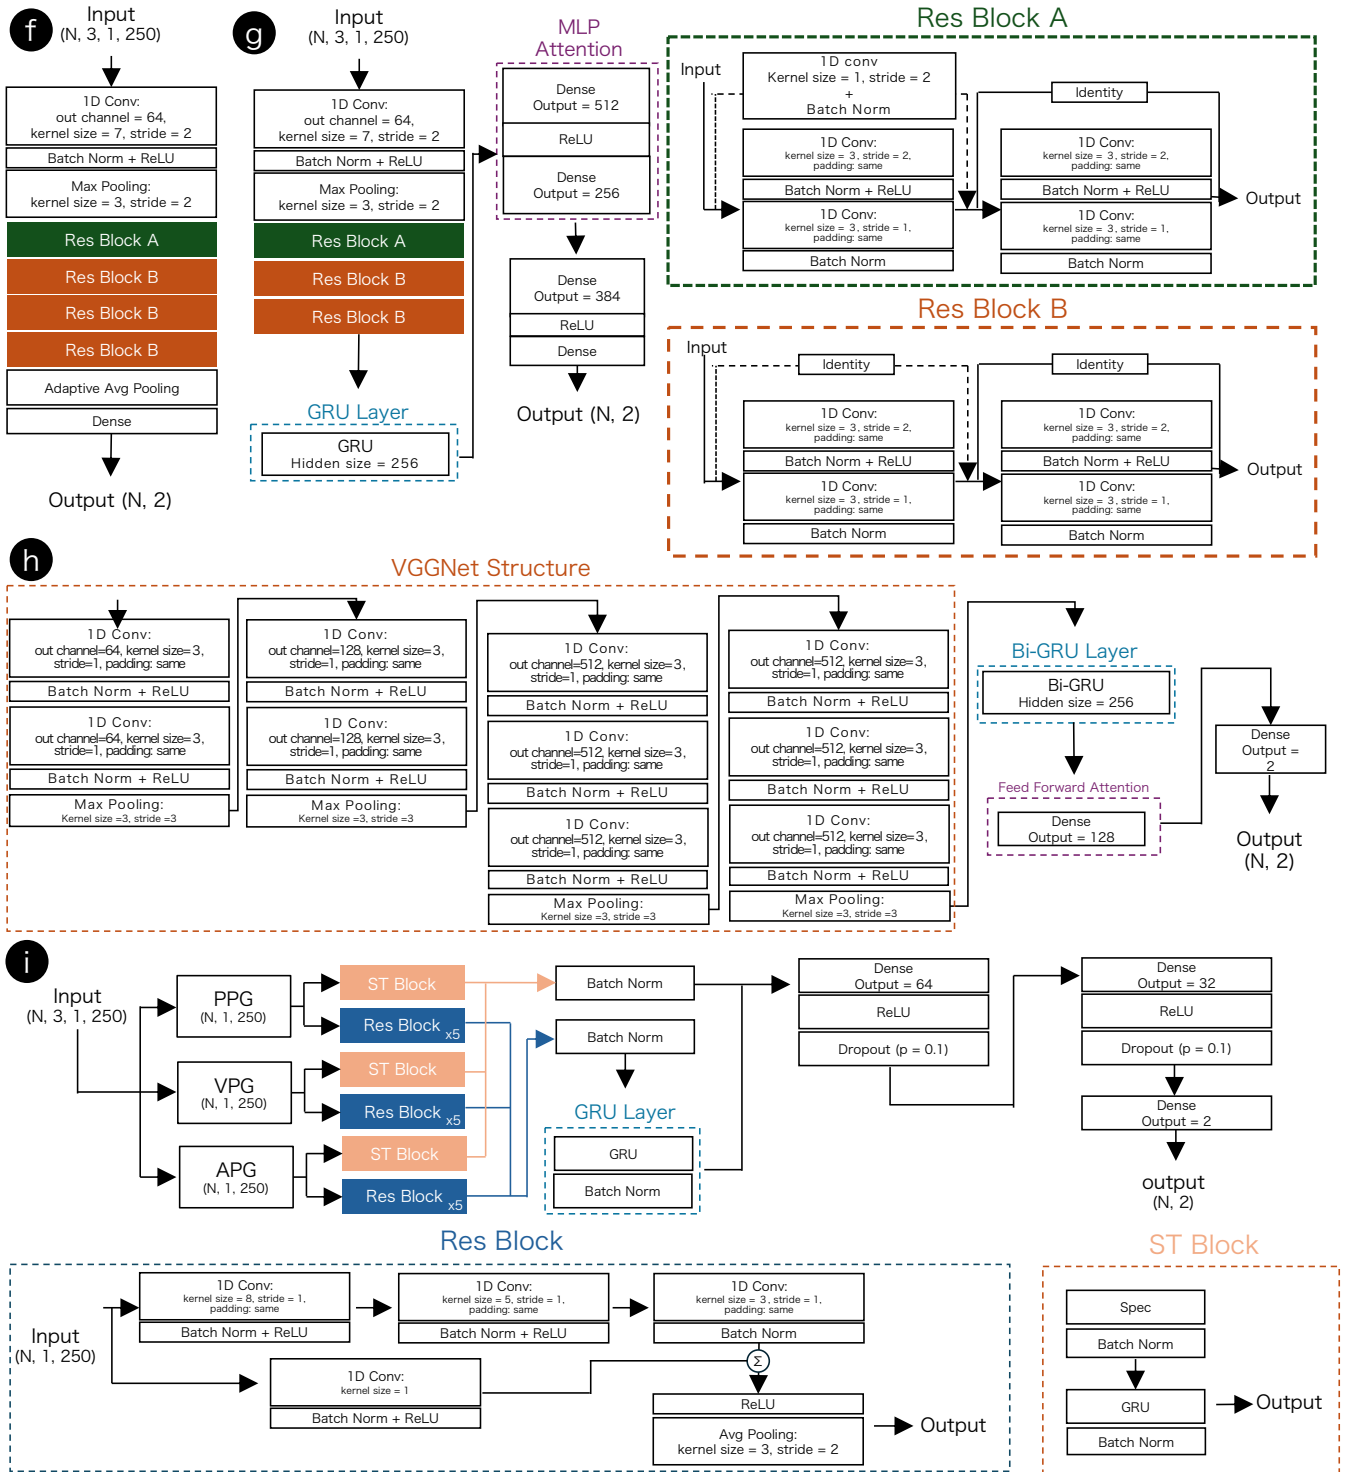 f
Input
(N, 3, 1, 250)
1D Conv:
out channel = 64,
kernel size = 7, stride = 2
Batch Norm + ReLU
Max Pooling:
kernel size = 3, stride = 2
Res Block A
Res Block B
Res Block B
Res Block B
Adaptive Avg Pooling
Dense
Output (N, 2)
g
Input
(N, 3, 1, 250)
1D Conv:
out channel = 64,
kernel size = 7, stride = 2
Batch Norm + ReLU
Max Pooling:
kernel size = 3, stride = 2
Res Block A
Res Block B
Res Block B
GRU Layer
GRU
Hidden size = 256
MLP
Attention
Dense
Output = 512
ReLU
Dense
Output = 256
Dense
Output = 384
ReLU
Dense
Output (N, 2)
Res Block A
Input
1D conv
Kernel size = 1, stride = 2
+
Batch Norm
1D Conv:
kernel size = 3, stride = 2,
padding: same
Batch Norm + ReLU
1D Conv:
kernel size = 3, stride = 1,
padding: same
Batch Norm
Identity
1D Conv:
kernel size = 3, stride = 2,
padding: same
Batch Norm + ReLU
1D Conv:
kernel size = 3, stride = 1,
padding: same
Batch Norm
Output
Res Block B
Input
Identity
1D Conv:
kernel size = 3, stride = 2,
padding: same
Batch Norm + ReLU
1D Conv:
kernel size = 3, stride = 1,
padding: same
Batch Norm
Identity
1D Conv:
kernel size = 3, stride = 2,
padding: same
Batch Norm + ReLU
1D Conv:
kernel size = 3, stride = 1,
padding: same
Batch Norm
Output
h
VGGNet Structure
1D Conv:
out channel=64, kernel size=3,
stride=1, padding: same
Batch Norm + ReLU
1D Conv:
out channel=64, kernel size=3,
stride=1, padding: same
Batch Norm + ReLU
Max Pooling:
Kernel size =3, stride =3
1D Conv:
out channel=128, kernel size=3,
stride=1, padding: same
Batch Norm + ReLU
1D Conv:
out channel=128, kernel size=3,
stride=1, padding: same
Batch Norm + ReLU
Max Pooling:
Kernel size =3, stride =3
1D Conv:
out channel=512, kernel size=3,
stride=1, padding: same
Batch Norm + ReLU
1D Conv:
out channel=512, kernel size=3,
stride=1, padding: same
Batch Norm + ReLU
1D Conv:
out channel=512, kernel size=3,
stride=1, padding: same
Batch Norm + ReLU
Max Pooling:
Kernel size =3, stride =3
1D Conv:
out channel=512, kernel size=3,
stride=1, padding: same
Batch Norm + ReLU
1D Conv:
out channel=512, kernel size=3,
stride=1, padding: same
Batch Norm + ReLU
1D Conv:
out channel=512, kernel size=3,
stride=1, padding: same
Batch Norm + ReLU
Max Pooling:
Kernel size =3, stride =3
Bi-GRU Layer
Bi-GRU
Hidden size = 256
Feed Forward Attention
Dense
Output = 128
Dense
Output =
2
Output
(N, 2)
i
Input
(N, 3, 1, 250)
PPG
(N, 1, 250)
VPG
(N, 1, 250)
APG
(N, 1, 250)
ST Block
Res Block x5
ST Block
Res Block x5
ST Block
Res Block x5
Batch Norm
Batch Norm
GRU Layer
GRU
Batch Norm
Dense
Output = 64
ReLU
Dropout (p = 0.1)
Dense
Output = 32
ReLU
Dropout (p = 0.1)
Dense
Output = 2
output
(N, 2)
Res Block
Input
(N, 1, 250)
1D Conv:
kernel size = 8, stride = 1,
padding: same
Batch Norm + ReLU
1D Conv:
kernel size = 5, stride = 1,
padding: same
Batch Norm + ReLU
1D Conv:
kernel size = 3, stride = 1,
padding: same
Batch Norm
1D Conv:
kernel size = 1
Batch Norm + ReLU
Σ
ReLU
Avg Pooling:
kernel size = 3, stride = 2
Output
ST Block
Spec
Batch Norm
GRU
Batch Norm
Output